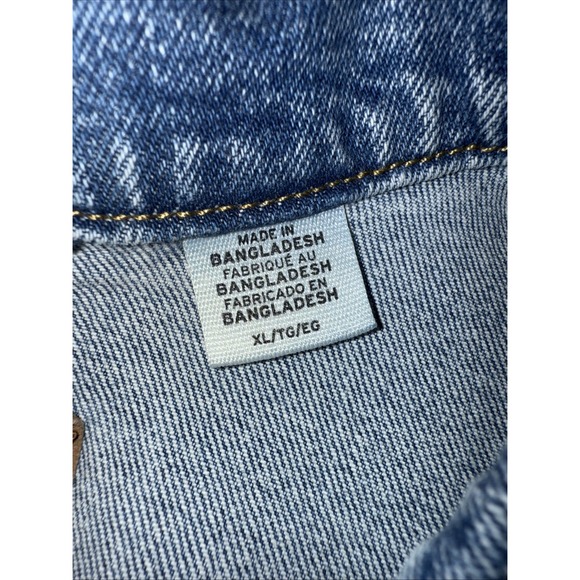 MADE IN
BANGLADESH
FABRIQUÉ AU
BANGLADESH
FABRICADO EN
BANGLADESH
XL/TG/EG